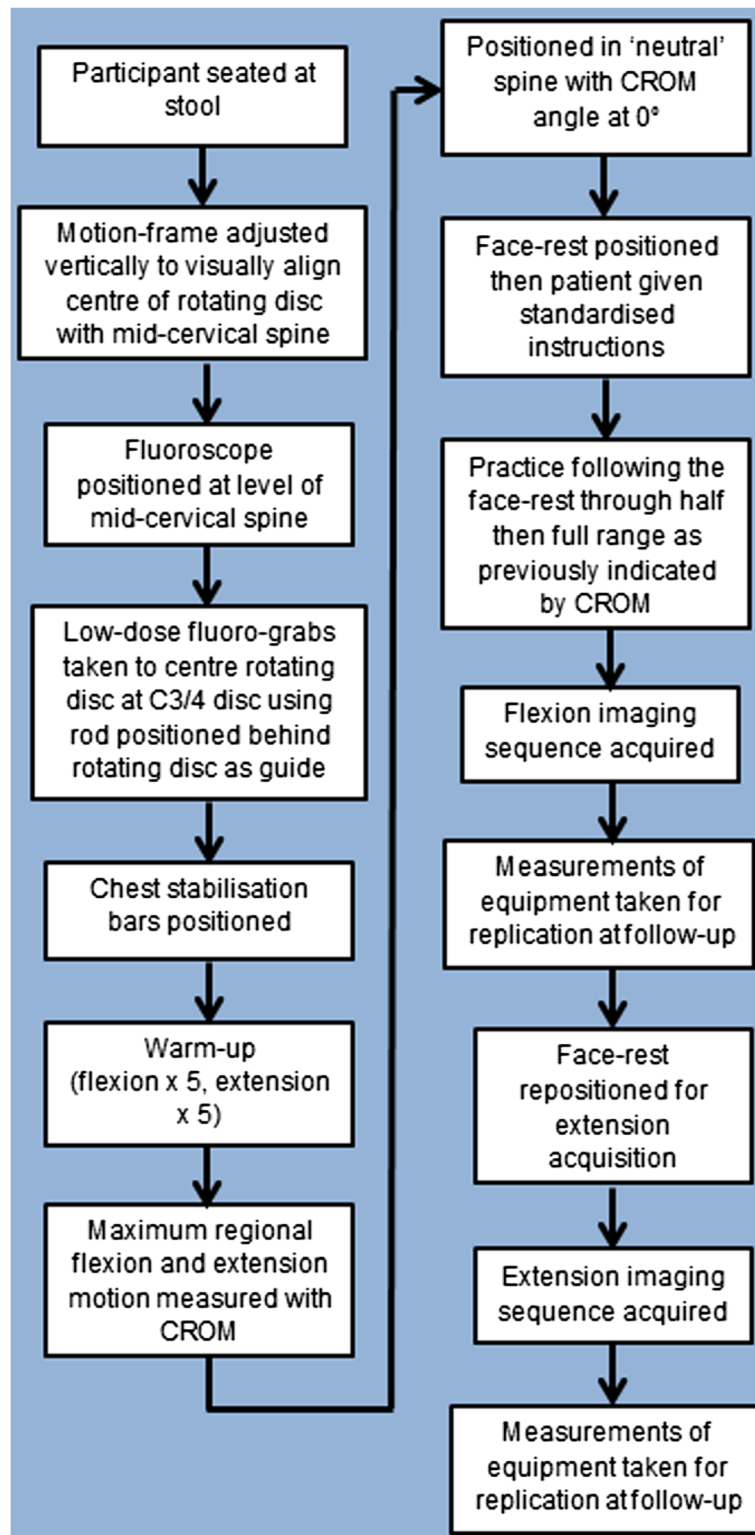 Participant seated at
stool
Motion-frame adjusted
vertically to visually align
centre of rotating disc
with mid-cervical spine
Fluoroscope
positioned at level of
mid-cervical spine
Low-dose fluoro-grabs
taken to centre rotating
disc at C3/4 disc using
rod positioned behind
rotating disc as guide
Chest stabilisation
bars positioned
Warm-up
(flexion x 5, extension
x 5)
Maximum regional
flexion and extension
motion measured with
CROM
Positioned in ‘neutral’
spine with CROM
angle at 0º
Face-rest positioned
then patient given
standardised
instructions
Practice following the
face-rest through half
then full range as
previously indicated
by CROM
Flexion imaging
sequence acquired
Measurements of
equipment taken for
replication at follow-up
Face-rest
repositioned for
extension
acquisition
Extension imaging
sequence acquired
Measurements of
equipment taken for
replication at follow-up